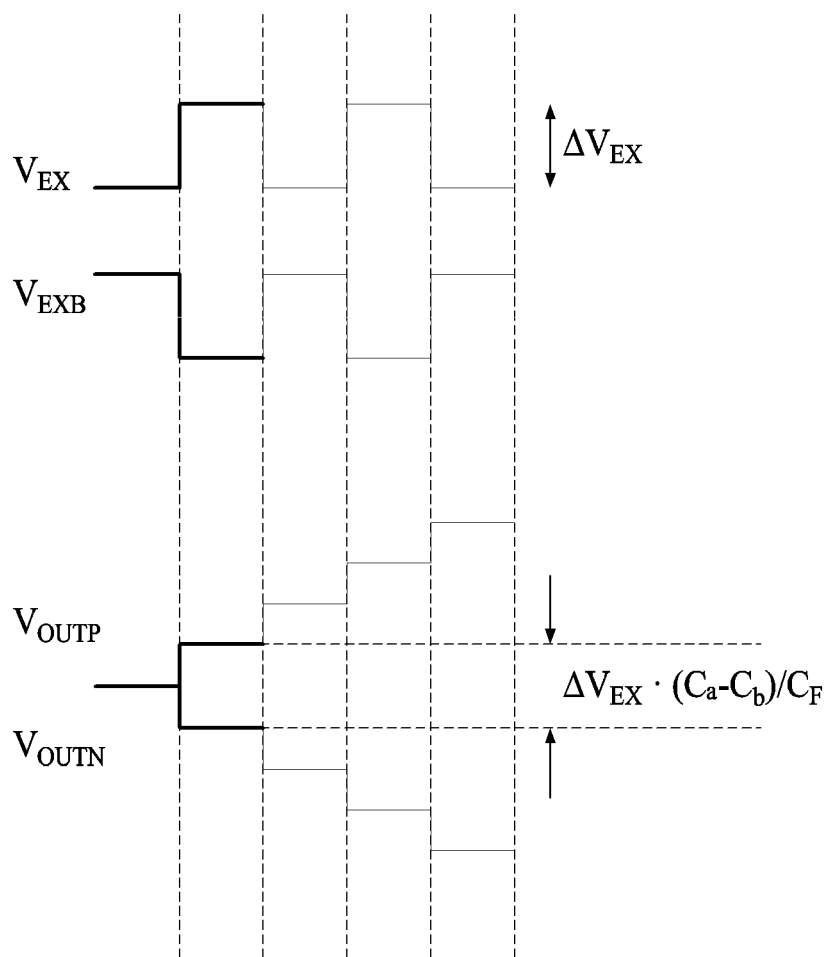 ΔV_EX
V_EX
V_EXB
V_OUTP
ΔV_EX · (C_a-C_b)/C_F
V_OUTN